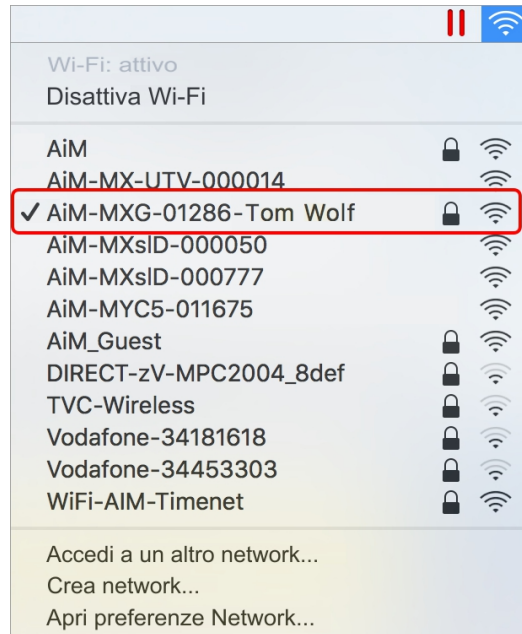 Wi-Fi: attivo
Disattiva Wi-Fi
AiM
AiM-MX-UTV-000014
✓ AiM-MXG-01286-Tom Wolf
AiM-MXslD-000050
AiM-MXslD-000777
AiM-MYC5-011675
AiM_Guest
DIRECT-zV-MPC2004_8def
TVC-Wireless
Vodafone-34181618
Vodafone-34453303
WiFi-AIM-Timenet
Accedi a un altro network...
Crea network...
Apri preferenze Network...